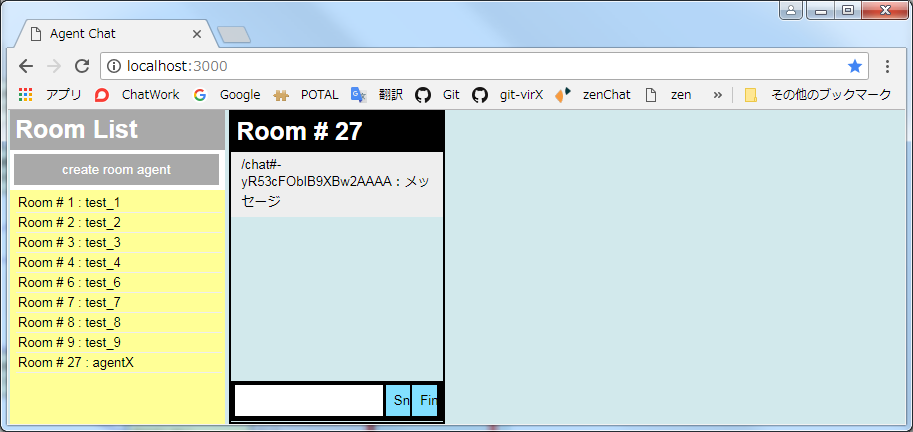 Agent Chat
localhost:3000
アプリ ChatWork Google POTAL 翻訳 Git git-virX zenChat zen » その他のブックマーク
Room List
create room agent
Room # 1 : test_1
Room # 2 : test_2
Room # 3 : test_3
Room # 4 : test_4
Room # 6 : test_6
Room # 7 : test_7
Room # 8 : test_8
Room # 9 : test_9
Room # 27 : agentX
Room # 27
/chat#-
yR53cFOblB9XBw2AAAA：メッ
セージ
Sn Fin